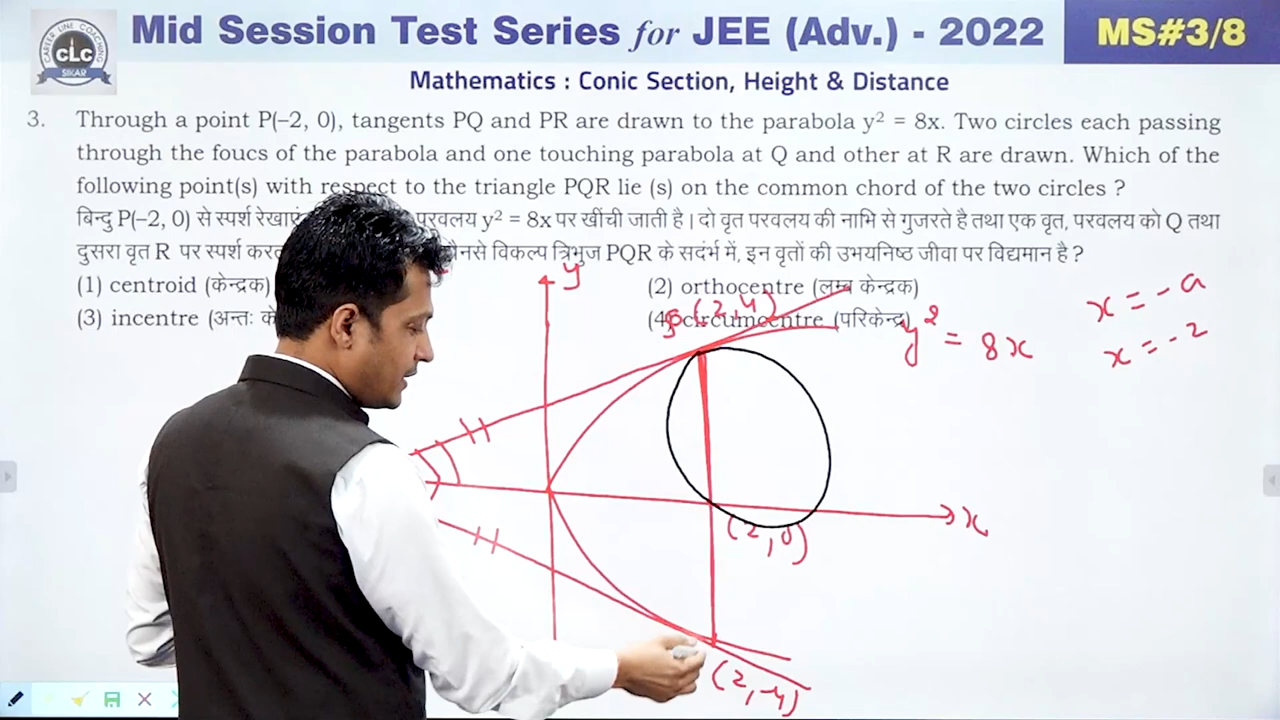 CAREER LINE COACHING
CLC
SIKAR
Mid Session Test Series for JEE (Adv.) - 2022
MS#3/8
Mathematics : Conic Section, Height & Distance
3. Through a point P(–2, 0), tangents PQ and PR are drawn to the parabola y² = 8x. Two circles each passing
through the foucs of the parabola and one touching parabola at Q and other at R are drawn. Which of the
following point(s) with respect to the triangle PQR lie (s) on the common chord of the two circles ?
बिन्दु P(–2, 0) से स्पर्श रेखाएं परवलय y² = 8x पर खींची जाती है। दो वृत परवलय की नाभि से गुजरते है तथा एक वृत, परवलय को Q तथा
दुसरा वृत R पर स्पर्श विकल्प त्रिभुज PQR के सदंर्भ में, इन वृतों की उभयनिष्ठ जीवा पर विद्यमान है ?
(1) centroid (केन्द्रक) (2) orthocentre (लम्ब केन्द्रक)
(3) incentre (अन्तः (4) circumcentre (परिकेन्द्र)
y
(2, 4)
y² = 8x
x = -a
x = -2
x
(2, 0)
(2, -4)